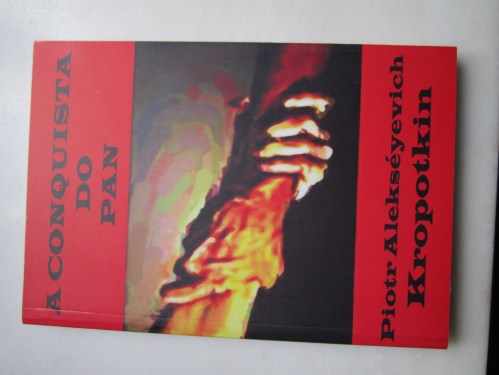 A CONQUISTA
DO
PAN
Piotr Alekséyevich
Kropotkin